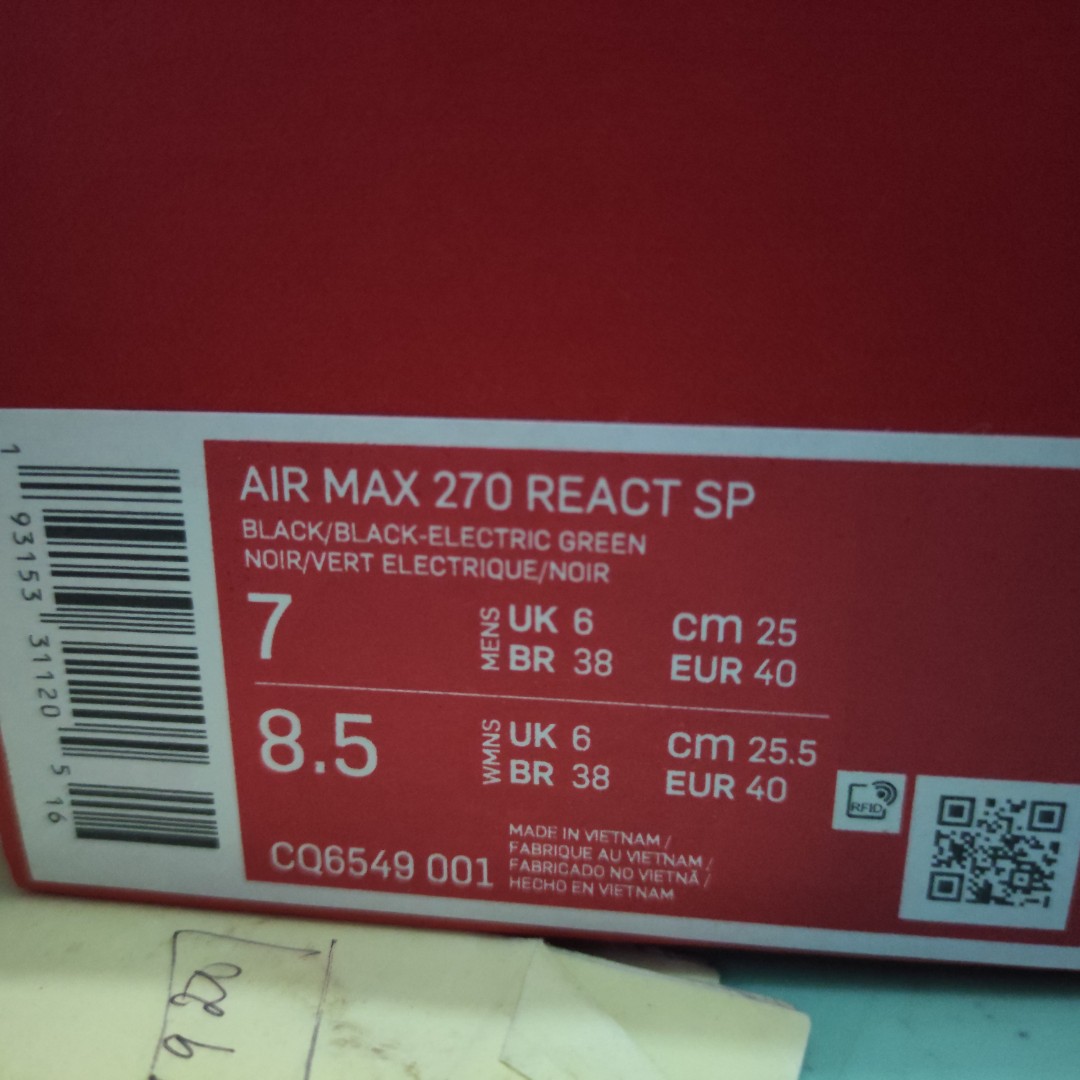 AIR MAX 270 REACT SP
BLACK/BLACK-ELECTRIC GREEN
NOIR/VERT ELECTRIQUE/NOIR
7
MENS
UK 6 cm 25
BR 38 EUR 40
8.5
WMNS
UK 6 cm 25.5
BR 38 EUR 40
CQ6549 001
MADE IN VIETNAM /
FABRIQUE AU VIETNAM /
FABRICADO NO VIETNÃ /
HECHO EN VIETNAM
RFID
1 93153 31120 5 16
9 20